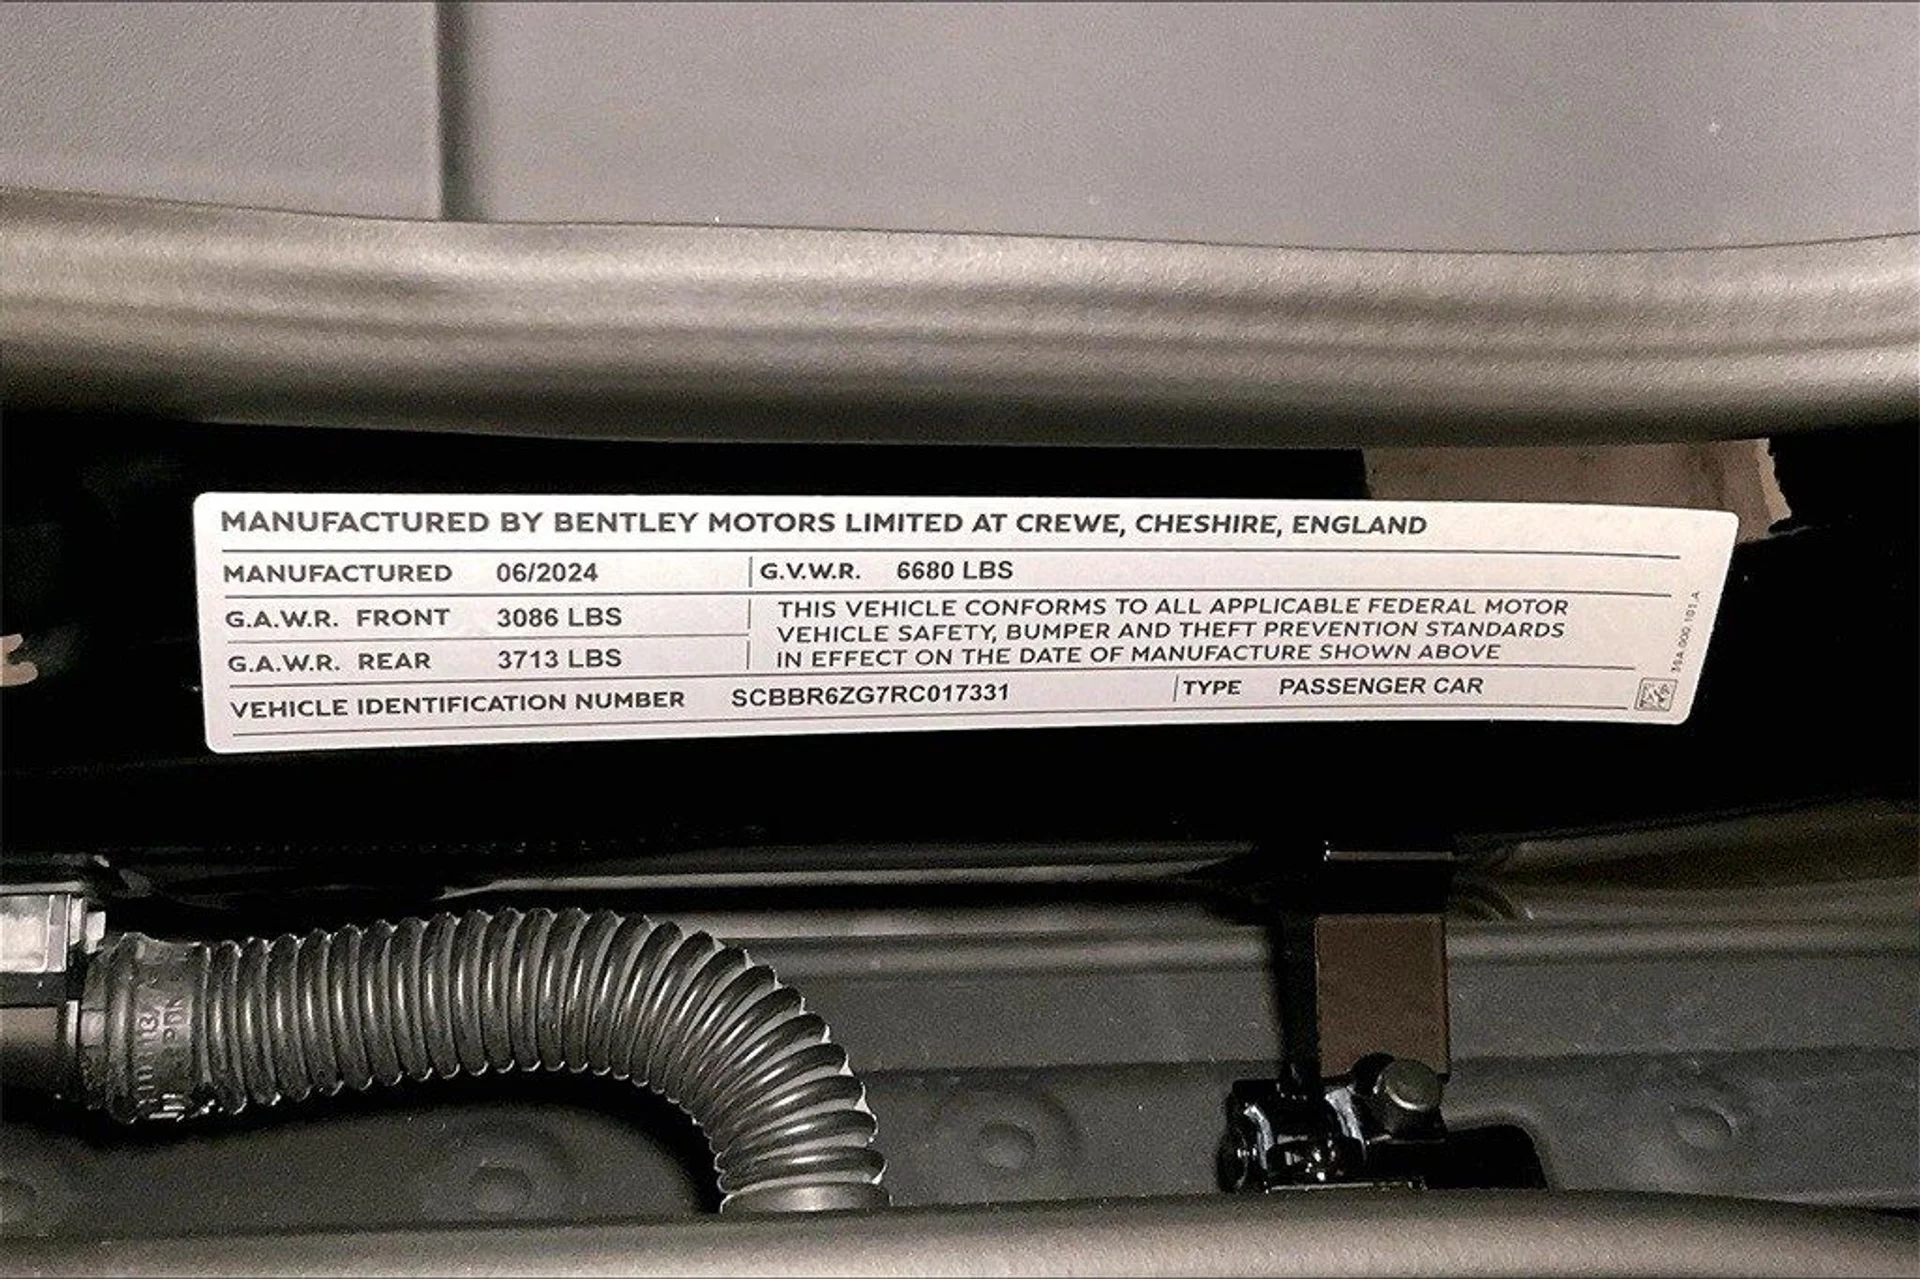 MANUFACTURED BY BENTLEY MOTORS LIMITED AT CREWE, CHESHIRE, ENGLAND
MANUFACTURED 06/2024 G.V.W.R. 6680 LBS
G.A.W.R. FRONT 3086 LBS
G.A.W.R. REAR 3713 LBS
THIS VEHICLE CONFORMS TO ALL APPLICABLE FEDERAL MOTOR
VEHICLE SAFETY, BUMPER AND THEFT PREVENTION STANDARDS
IN EFFECT ON THE DATE OF MANUFACTURE SHOWN ABOVE
VEHICLE IDENTIFICATION NUMBER SCBBR6ZG7RC017331 TYPE PASSENGER CAR